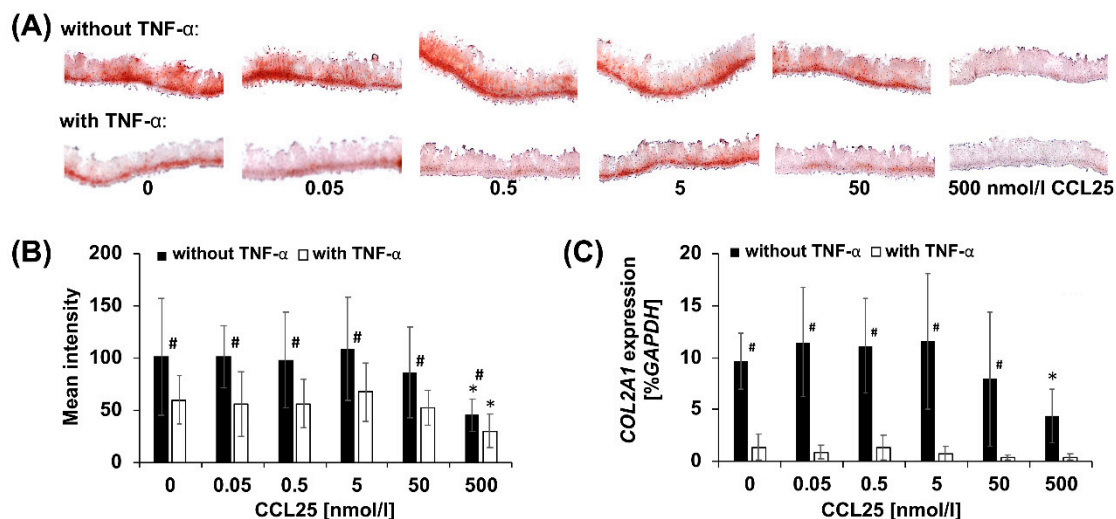 (A) without TNF-α:
with TNF-α:
0 0.05 0.5 5 50 500 nmol/l CCL25
(B) ■ without TNF-α □ with TNF-α
Mean intensity
200
150
100
50
0
# # # # # #
* *
0 0.05 0.5 5 50 500
CCL25 [nmol/l]
(C) ■ without TNF-α □ with TNF-α
COL2A1 expression
[%GAPDH]
20
15
10
5
0
# # # # # *
0 0.05 0.5 5 50 500
CCL25 [nmol/l]